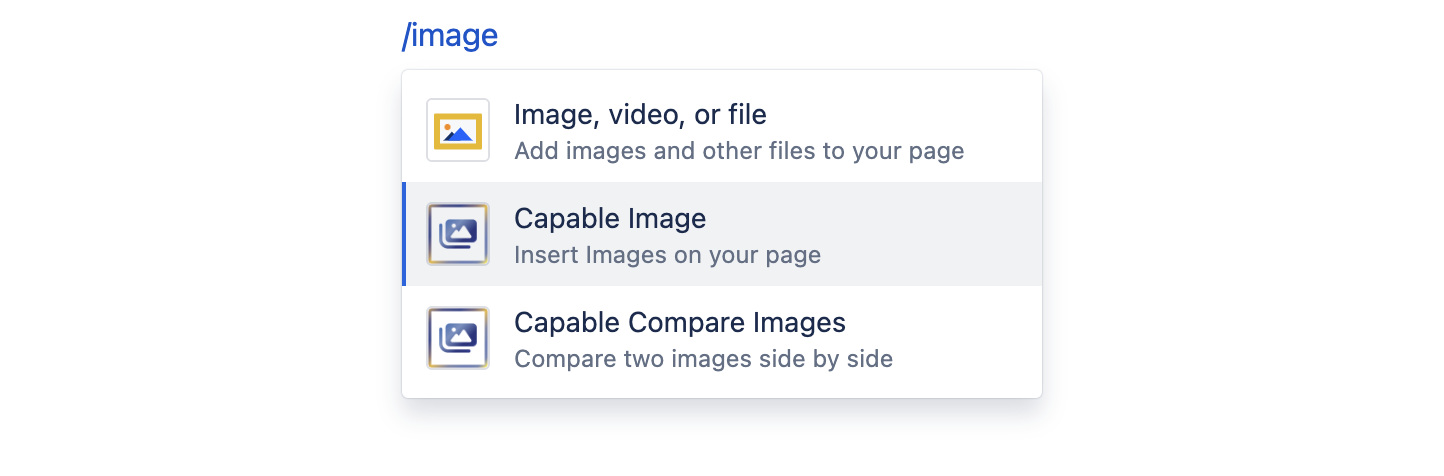 /image
Image, video, or file
Add images and other files to your page
Capable Image
Insert Images on your page
Capable Compare Images
Compare two images side by side